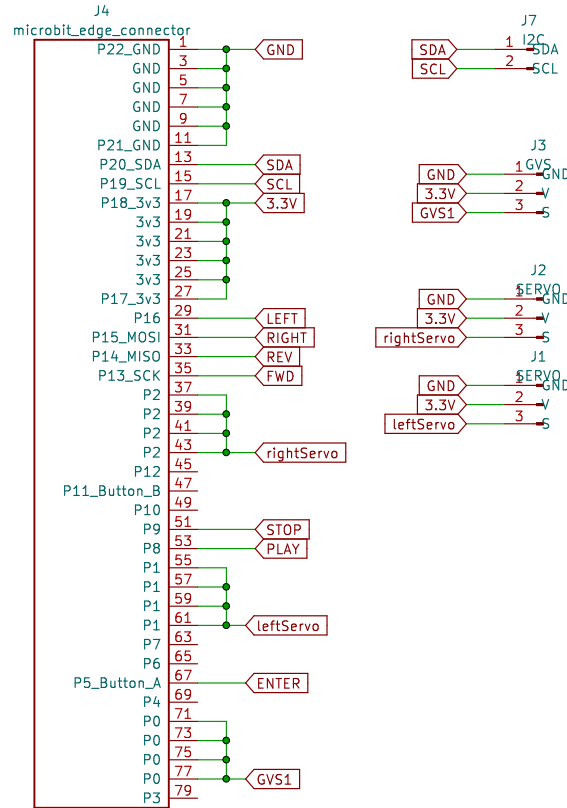 J4
microbit_edge_connector
P22_GND 1 GND
GND 3
GND 5
GND 7
GND 9
P21_GND 11
P20_SDA 13 SDA
P19_SCL 15 SCL
P18_3v3 17 3.3V
3v3 19
3v3 21
3v3 23
3v3 25
P17_3v3 27
P16 29 LEFT
P15_MOSI 31 RIGHT
P14_MISO 33 REV
P13_SCK 35 FWD
P2 37
P2 39
P2 41
P2 43 rightServo
P12 45
P11_Button_B 47
P10 49
P9 51 STOP
P8 53 PLAY
P1 55
P1 57
P1 59
P1 61 leftServo
P7 63
P6 65
P5_Button_A 67 ENTER
P4 69
P0 71
P0 73
P0 75
P0 77 GVS1
P3 79
J7
I2C
SDA 1 SDA
SCL 2 SCL
J3
GVS
GND 1 GND
3.3V 2 V
GVS1 3 S
J2
SERVO
GND 1 GND
3.3V 2 V
rightServo 3 S
J1
SERVO
GND 1 GND
3.3V 2 V
leftServo 3 S